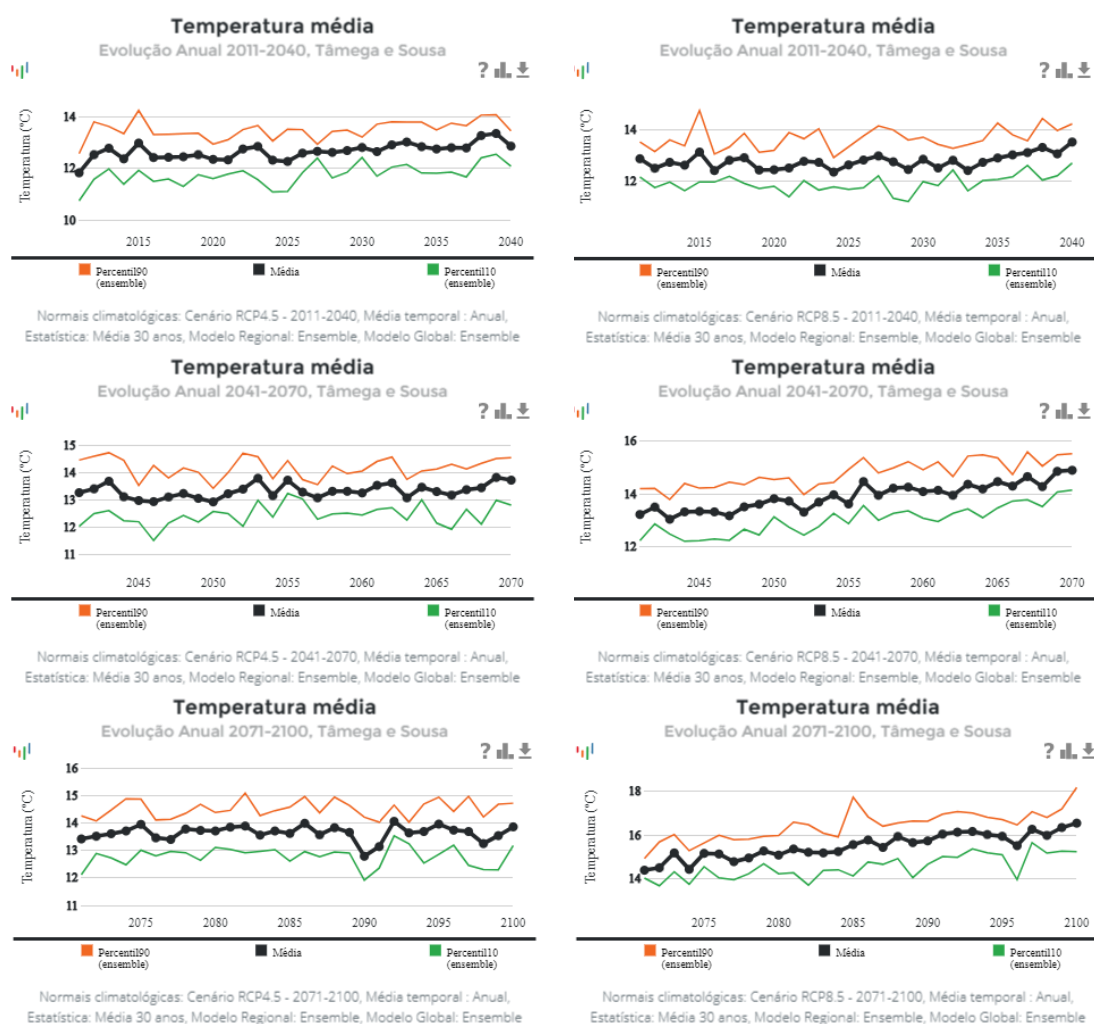 Temperatura média
Evolução Anual 2011-2040, Tâmega e Sousa
?
Temperatura (°C)
14
12
10
2015 2020 2025 2030 2035 2040
Percentil90 (ensemble) Média Percentil10 (ensemble)
Normais climatológicas: Cenário RCP4.5 - 2011-2040, Média temporal : Anual,
Estatística: Média 30 anos, Modelo Regional: Ensemble, Modelo Global: Ensemble
Temperatura média
Evolução Anual 2011-2040, Tâmega e Sousa
?
Temperatura (°C)
14
12
2015 2020 2025 2030 2035 2040
Percentil90 (ensemble) Média Percentil10 (ensemble)
Normais climatológicas: Cenário RCP8.5 - 2011-2040, Média temporal : Anual,
Estatística: Média 30 anos, Modelo Regional: Ensemble, Modelo Global: Ensemble
Temperatura média
Evolução Anual 2041-2070, Tâmega e Sousa
?
Temperatura (°C)
15
14
13
12
11
2045 2050 2055 2060 2065 2070
Percentil90 (ensemble) Média Percentil10 (ensemble)
Normais climatológicas: Cenário RCP4.5 - 2041-2070, Média temporal : Anual,
Estatística: Média 30 anos, Modelo Regional: Ensemble, Modelo Global: Ensemble
Temperatura média
Evolução Anual 2041-2070, Tâmega e Sousa
?
Temperatura (°C)
16
14
12
2045 2050 2055 2060 2065 2070
Percentil90 (ensemble) Média Percentil10 (ensemble)
Normais climatológicas: Cenário RCP8.5 - 2041-2070, Média temporal : Anual,
Estatística: Média 30 anos, Modelo Regional: Ensemble, Modelo Global: Ensemble
Temperatura média
Evolução Anual 2071-2100, Tâmega e Sousa
?
Temperatura (°C)
16
15
14
13
12
11
2075 2080 2085 2090 2095 2100
Percentil90 (ensemble) Média Percentil10 (ensemble)
Normais climatológicas: Cenário RCP4.5 - 2071-2100, Média temporal : Anual,
Estatística: Média 30 anos, Modelo Regional: Ensemble, Modelo Global: Ensemble
Temperatura média
Evolução Anual 2071-2100, Tâmega e Sousa
?
Temperatura (°C)
18
16
14
2075 2080 2085 2090 2095 2100
Percentil90 (ensemble) Média Percentil10 (ensemble)
Normais climatológicas: Cenário RCP8.5 - 2071-2100, Média temporal : Anual,
Estatística: Média 30 anos, Modelo Regional: Ensemble, Modelo Global: Ensemble